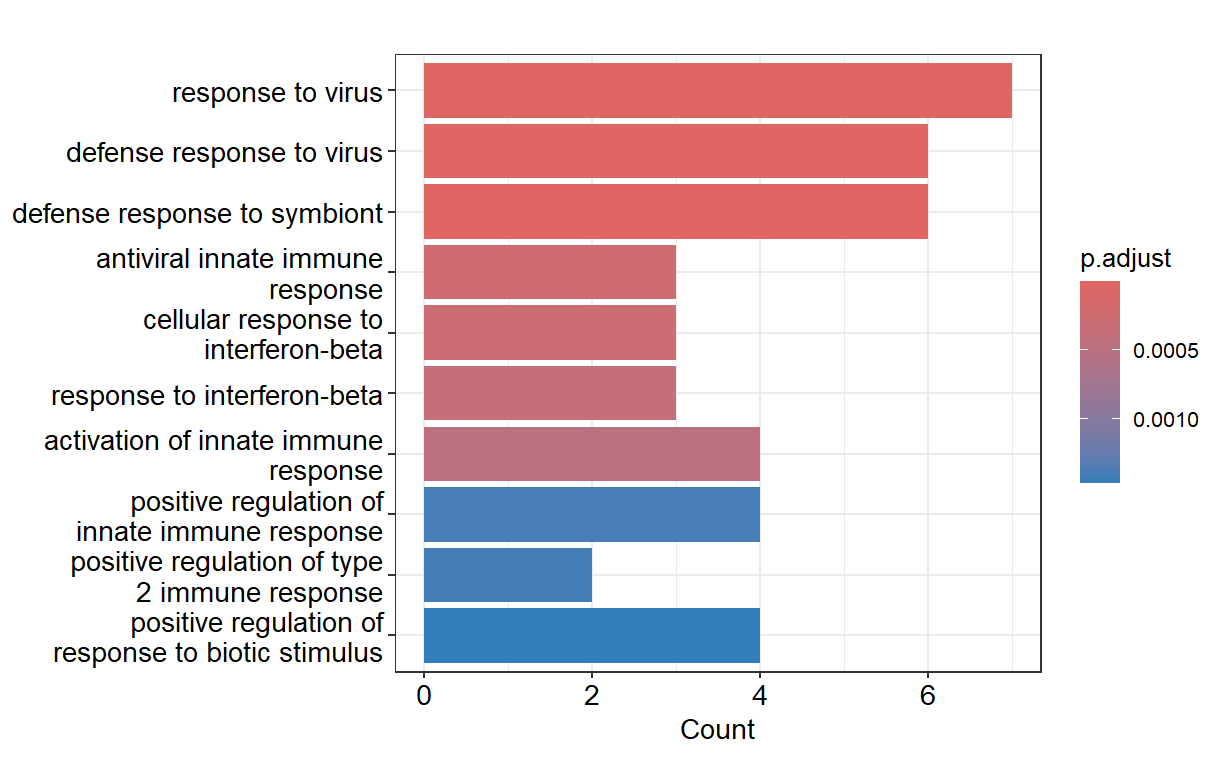 response to virus
defense response to virus
defense response to symbiont
antiviral innate immune
response
cellular response to
interferon-beta
response to interferon-beta
activation of innate immune
response
positive regulation of
innate immune response
positive regulation of type
2 immune response
positive regulation of
response to biotic stimulus
0 2 4 6
Count
p.adjust
0.0005
0.0010